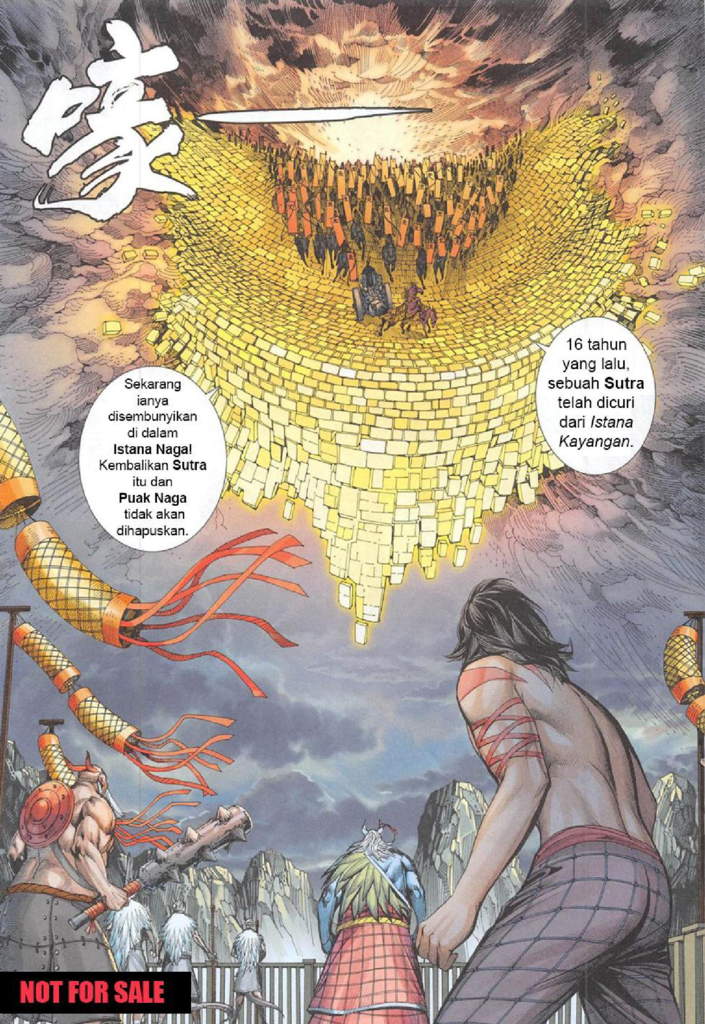 嚎
16 tahun
yang lalu,
sebuah Sutra
telah dicuri
dari Istana
Kayangan.
Sekarang
ianya
disembunyikan
di dalam
Istana Naga!
Kembalikan Sutra
itu dan
Puak Naga
tidak akan
dihapuskan.
NOT FOR SALE